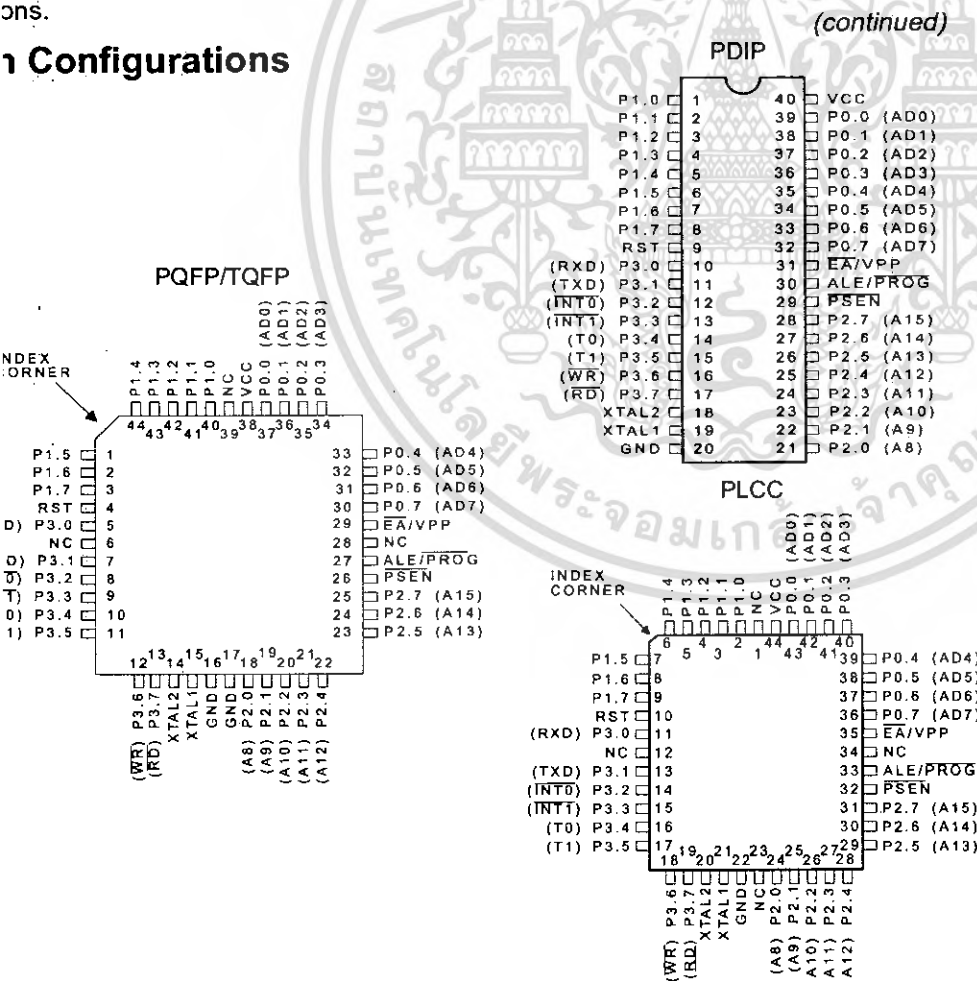 ons.
(continued)
n Configurations
PDIP
P1.0 1 40 VCC
P1.1 2 39 P0.0 (AD0)
P1.2 3 38 P0.1 (AD1)
P1.3 4 37 P0.2 (AD2)
P1.4 5 36 P0.3 (AD3)
P1.5 6 35 P0.4 (AD4)
P1.6 7 34 P0.5 (AD5)
P1.7 8 33 P0.6 (AD6)
RST 9 32 P0.7 (AD7)
(RXD) P3.0 10 31 EA/VPP
(TXD) P3.1 11 30 ALE/PROG
(INT0) P3.2 12 29 PSEN
(INT1) P3.3 13 28 P2.7 (A15)
(T0) P3.4 14 27 P2.6 (A14)
(T1) P3.5 15 26 P2.5 (A13)
(WR) P3.6 16 25 P2.4 (A12)
(RD) P3.7 17 24 P2.3 (A11)
XTAL2 18 23 P2.2 (A10)
XTAL1 19 22 P2.1 (A9)
GND 20 21 P2.0 (A8)
PQFP/TQFP
INDEX
CORNER
P1.4 P1.3 P1.2 P1.1 P1.0 NC VCC P0.0 (AD0) P0.1 (AD1) P0.2 (AD2) P0.3 (AD3)
44 43 42 41 40 39 38 37 36 35 34
P1.5 1 33 P0.4 (AD4)
P1.6 2 32 P0.5 (AD5)
P1.7 3 31 P0.6 (AD6)
RST 4 30 P0.7 (AD7)
D) P3.0 5 29 EA/VPP
NC 6 28 NC
D) P3.1 7 27 ALE/PROG
0) P3.2 8 26 PSEN
1) P3.3 9 25 P2.7 (A15)
0) P3.4 10 24 P2.6 (A14)
1) P3.5 11 23 P2.5 (A13)
12 13 14 15 16 17 18 19 20 21 22
(WR) P3.6 (RD) P3.7 XTAL2 XTAL1 GND GND (A8) P2.0 (A9) P2.1 (A10) P2.2 (A11) P2.3 (A12) P2.4
PLCC
INDEX
CORNER
P1.4 P1.3 P1.2 P1.1 P1.0 NC VCC P0.0 (AD0) P0.1 (AD1) P0.2 (AD2) P0.3 (AD3)
6 5 4 3 2 1 44 43 42 41 40
P1.5 7 39 P0.4 (AD4)
P1.6 8 38 P0.5 (AD5)
P1.7 9 37 P0.6 (AD6)
RST 10 36 P0.7 (AD7)
(RXD) P3.0 11 35 EA/VPP
NC 12 34 NC
(TXD) P3.1 13 33 ALE/PROG
(INT0) P3.2 14 32 PSEN
(INT1) P3.3 15 31 P2.7 (A15)
(T0) P3.4 16 30 P2.6 (A14)
(T1) P3.5 17 29 P2.5 (A13)
18 19 20 21 22 23 24 25 26 27 28
(WR) P3.6 (RD) P3.7 XTAL2 XTAL1 GND NC (A8) P2.0 (A9) P2.1 A10) P2.2 A11) P2.3 A12) P2.4